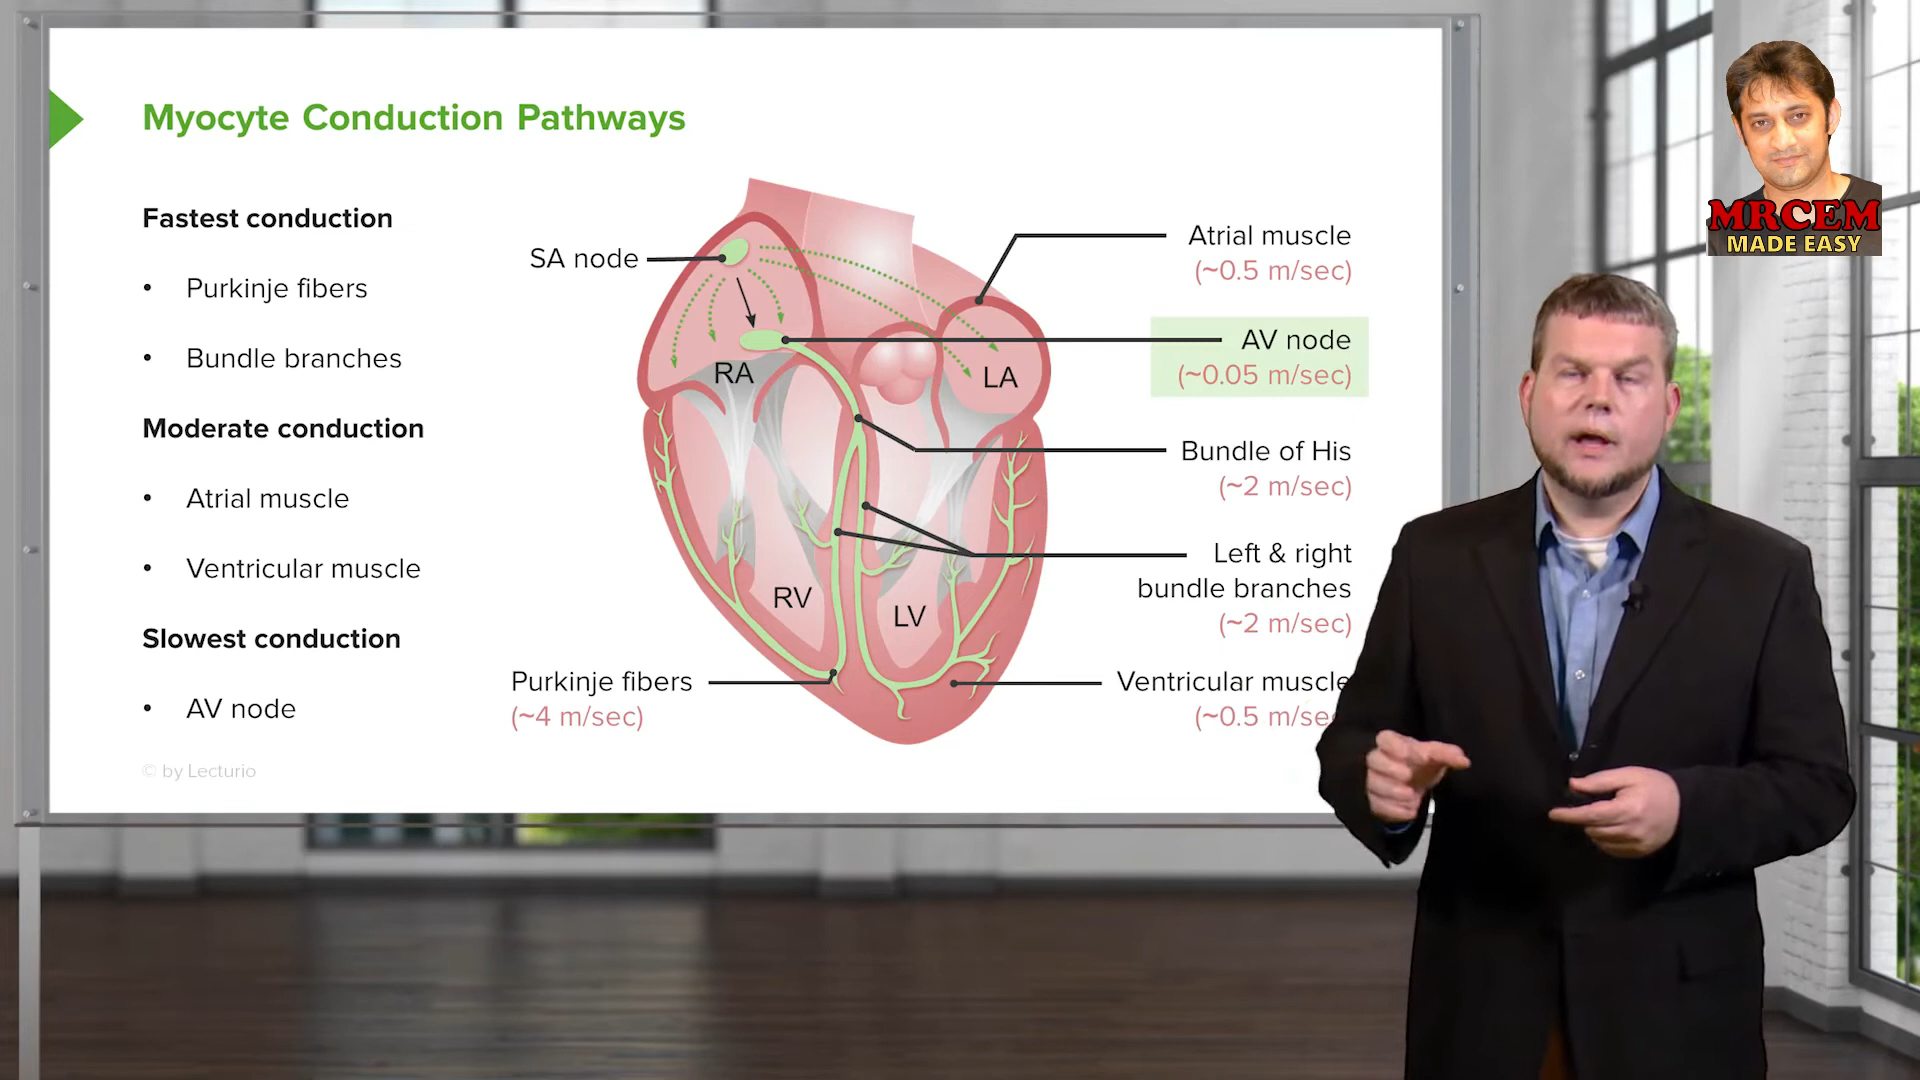 Myocyte Conduction Pathways
Fastest conduction
• Purkinje fibers
• Bundle branches
Moderate conduction
• Atrial muscle
• Ventricular muscle
Slowest conduction
• AV node
© by Lecturio
SA node
RA
LA
RV
LV
Purkinje fibers
(~4 m/sec)
Atrial muscle
(~0.5 m/sec)
AV node
(~0.05 m/sec)
Bundle of His
(~2 m/sec)
Left & right
bundle branches
(~2 m/sec)
Ventricular muscle
(~0.5 m/sec
MRCEM
MADE EASY